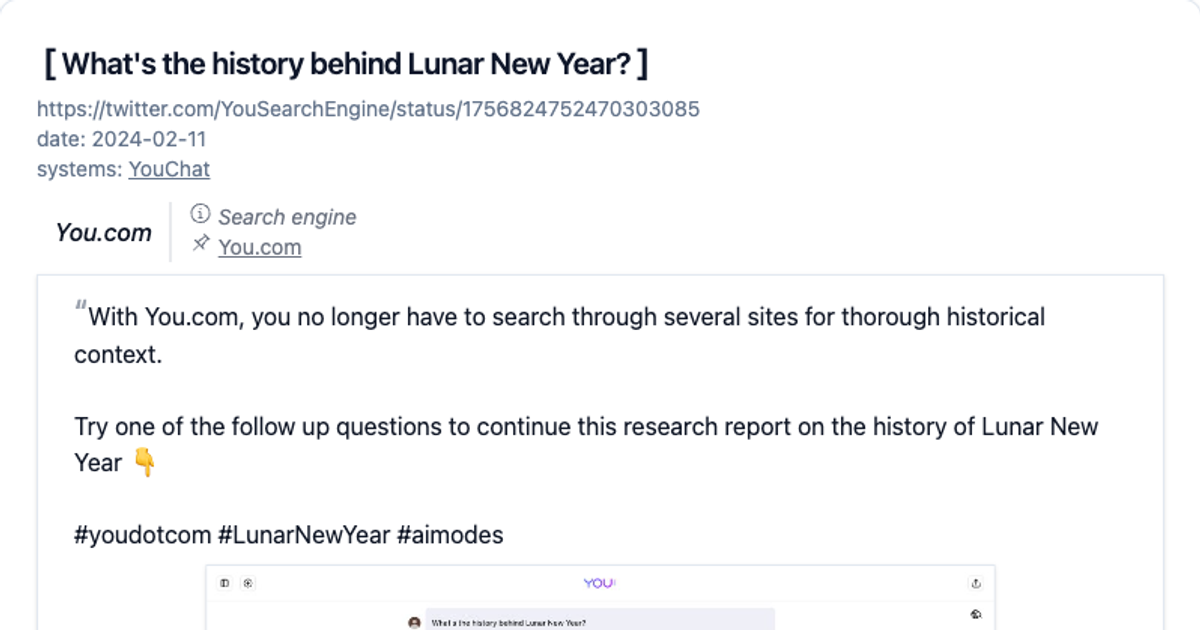 [ What's the history behind Lunar New Year? ]
https://twitter.com/YouSearchEngine/status/1756824752470303085
date: 2024-02-11
systems: YouChat
You.com
Search engine
You.com
“With You.com, you no longer have to search through several sites for thorough historical
context.
Try one of the follow up questions to continue this research report on the history of Lunar New
Year 👇
#youdotcom #LunarNewYear #aimodes
YOU
What's the history behind Lunar New Year?